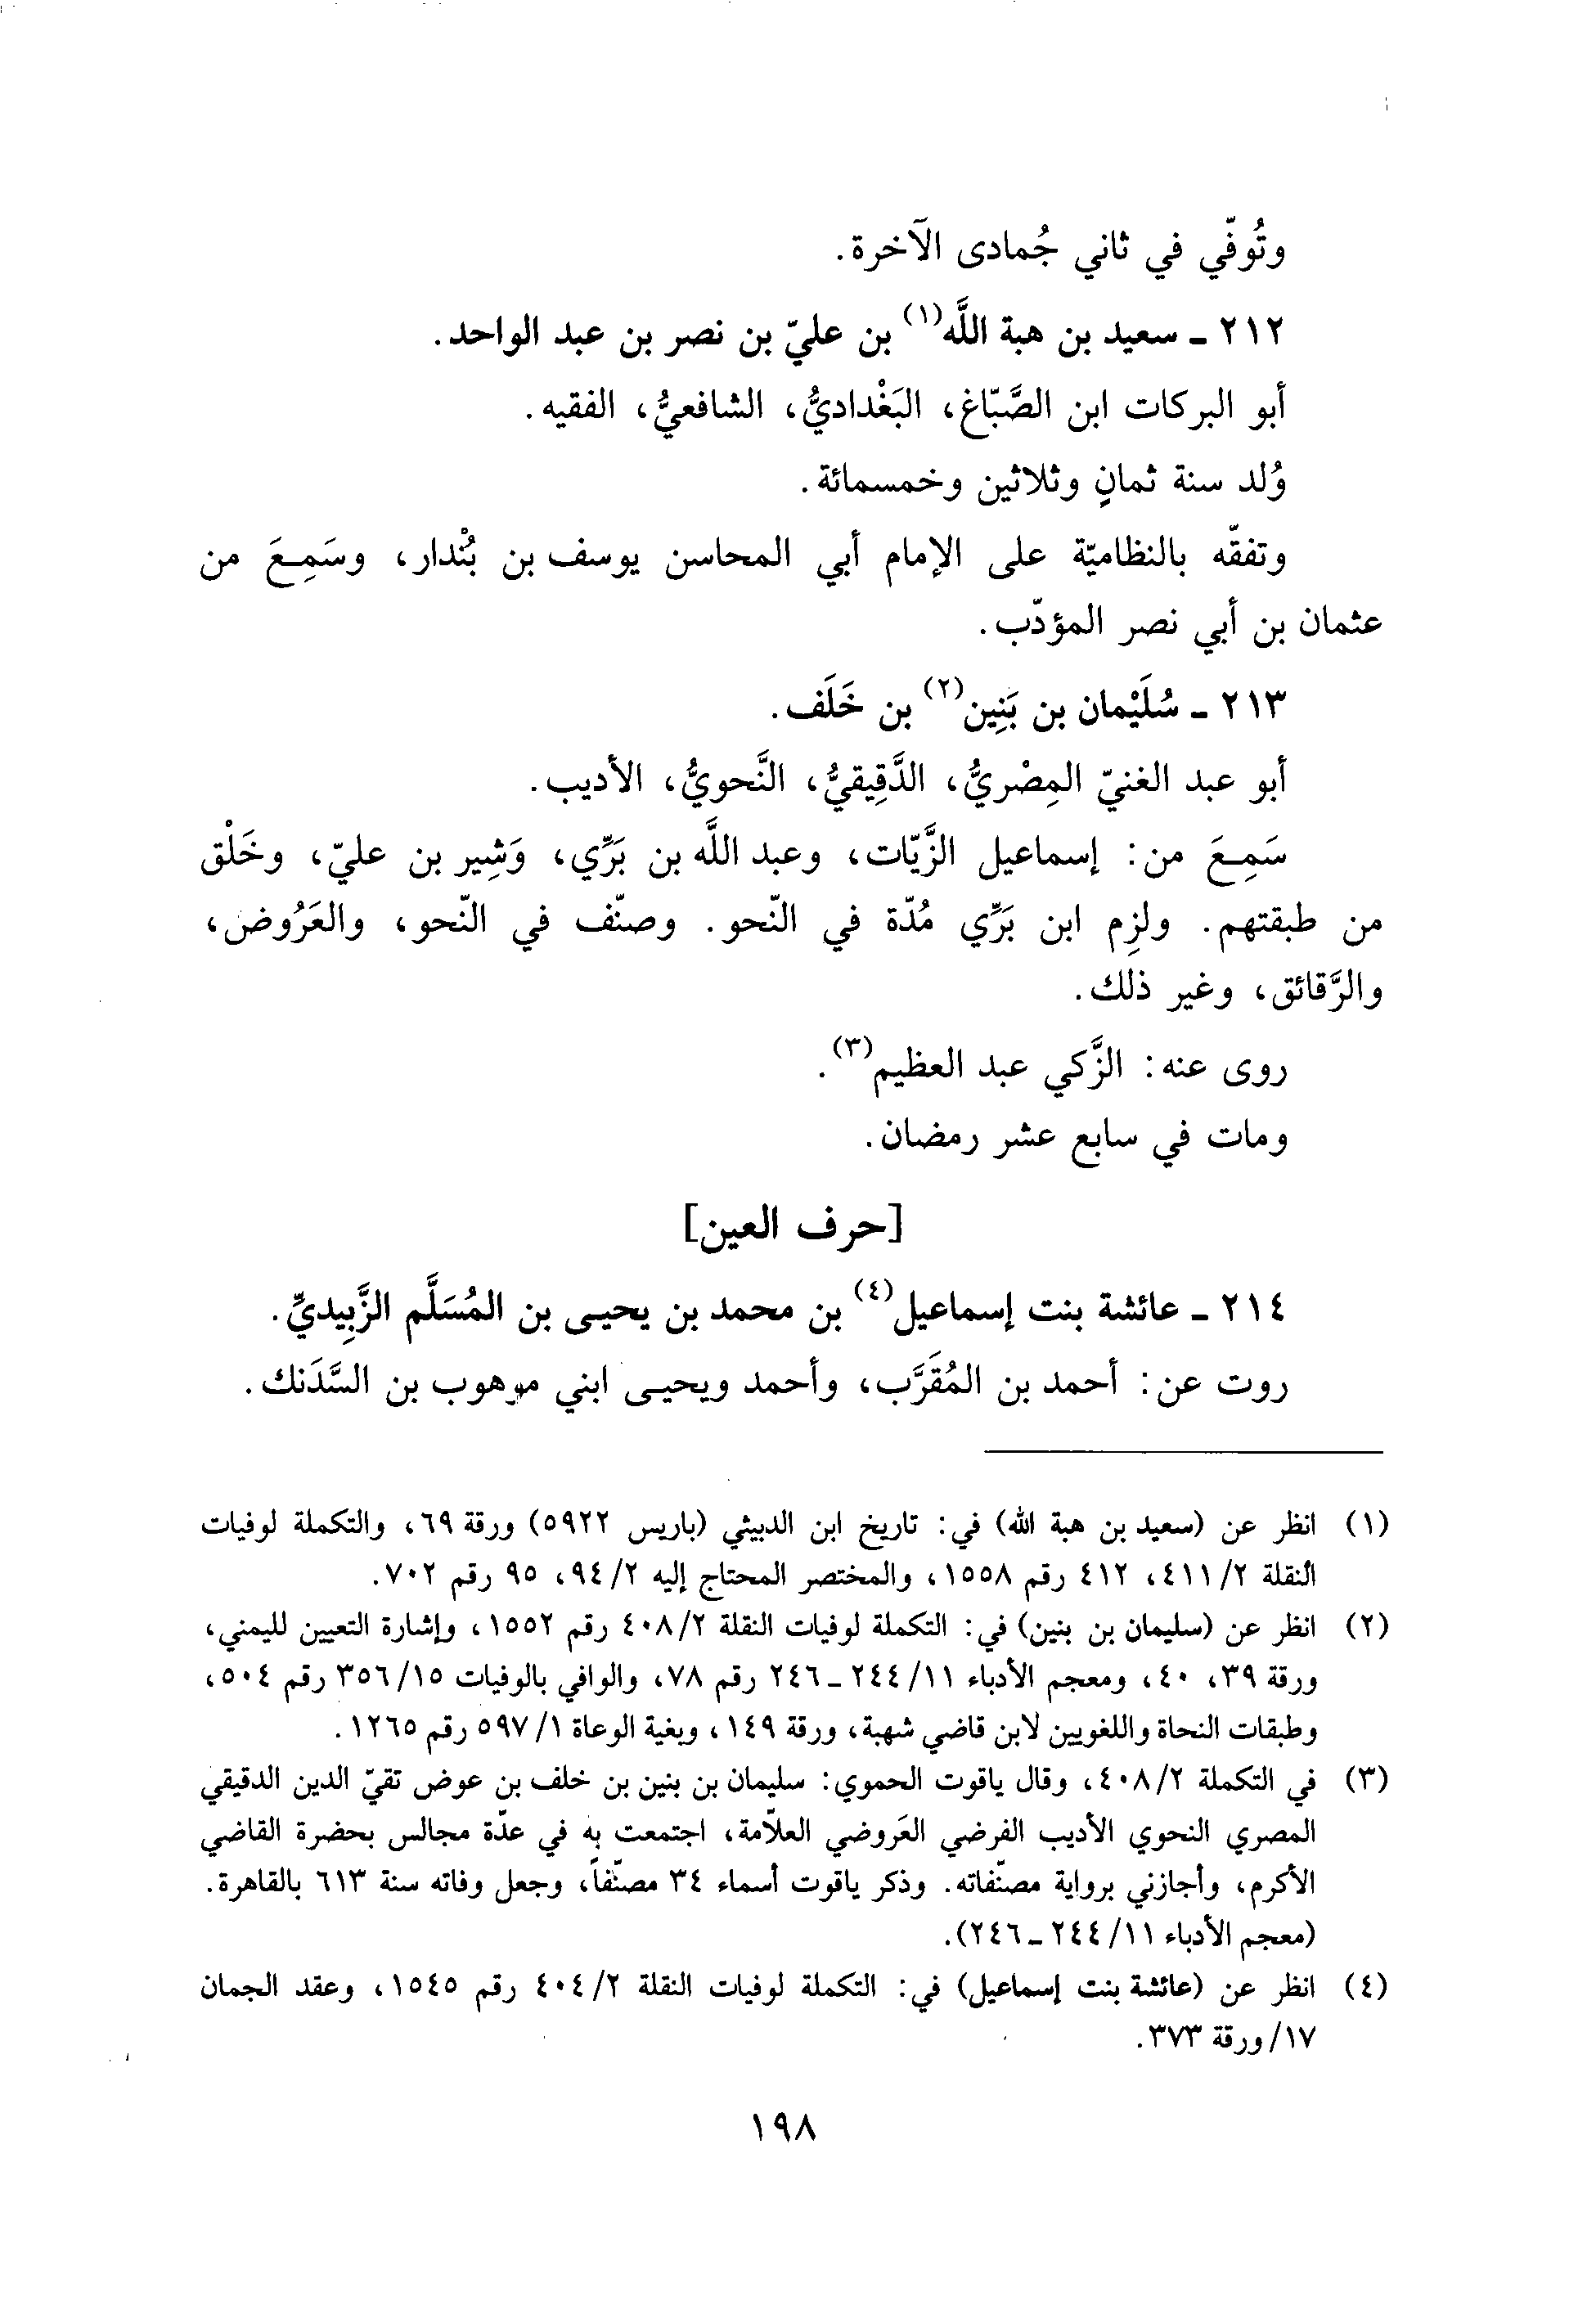 وتُوفّي في ثاني جُمادى الآخرة.
٢١٢ ـ سعيد بن هبة اللَّه(١) بن عليّ بن نصر بن عبد الواحد.
أبو البركات ابن الصَّبّاغ، البَغْداديُّ، الشافعيُّ، الفقيه.
وُلد سنة ثمانٍ وثلاثين وخمسمائة.
وتفقّه بالنظاميّة على الإمام أبي المحاسن يوسف بن بُنْدار، وسَمِعَ من
عثمان بن أبي نصر المؤدّب.
٢١٣ ـ سُلَيْمان بن بَنِين(٢) بن خَلَف.
أبو عبد الغنيّ المِصْريُّ، الدَّقِيقيُّ، النَّحويُّ، الأديب.
سَمِعَ من: إسماعيل الزَّيّات، وعبد اللَّه بن بَرِّي، وَشِير بن عليّ، وخَلْق
من طبقتهم. ولزِم ابن بَرِّي مُدّة في النّحو. وصنّف في النّحو، والعَرُوض،
والرَّقائق، وغير ذلك.
روى عنه: الزَّكي عبد العظيم(٣).
ومات في سابع عشر رمضان.
[حرف العين]
٢١٤ ـ عائشة بنت إسماعيل(٤) بن محمد بن يحيى بن المُسَلَّم الزَّبِيديِّ.
روت عن: أحمد بن المُقَرَّب، وأحمد ويحيى ابني موهوب بن السَّدَنك.
(١) انظر عن (سعيد بن هبة الله) في: تاريخ ابن الدبيثي (باريس ٥٩٢٢) ورقة ٦٩، والتكملة لوفيات
النقلة ٢/ ٤١١، ٤١٢ رقم ١٥٥٨، والمختصر المحتاج إليه ٢/ ٩٤، ٩٥ رقم ٧٠٢.
(٢) انظر عن (سليمان بن بنين) في: التكملة لوفيات النقلة ٢/ ٤٠٨ رقم ١٥٥٢، وإشارة التعيين لليمني،
ورقة ٣٩، ٤٠، ومعجم الأدباء ١١/ ٢٤٤ ـ ٢٤٦ رقم ٧٨، والوافي بالوفيات ١٥/ ٣٥٦ رقم ٥٠٤،
وطبقات النحاة واللغويين لابن قاضي شهبة، ورقة ١٤٩، وبغية الوعاة ١/ ٥٩٧ رقم ١٢٦٥.
(٣) في التكملة ٢/ ٤٠٨، وقال ياقوت الحموي: سليمان بن بنين بن خلف بن عوض تقيّ الدين الدقيقي
المصري النحوي الأديب الفرضي العَروضي العلاّمة، اجتمعت به في عدّة مجالس بحضرة القاضي
الأكرم، وأجازني برواية مصنّفاته. وذكر ياقوت أسماء ٣٤ مصنّفاً، وجعل وفاته سنة ٦١٣ بالقاهرة.
(معجم الأدباء ١١/ ٢٤٤ ـ ٢٤٦).
(٤) انظر عن (عائشة بنت إسماعيل) في: التكملة لوفيات النقلة ٢/ ٤٠٤ رقم ١٥٤٥، وعقد الجمان
١٧/ ورقة ٣٧٣.
١٩٨